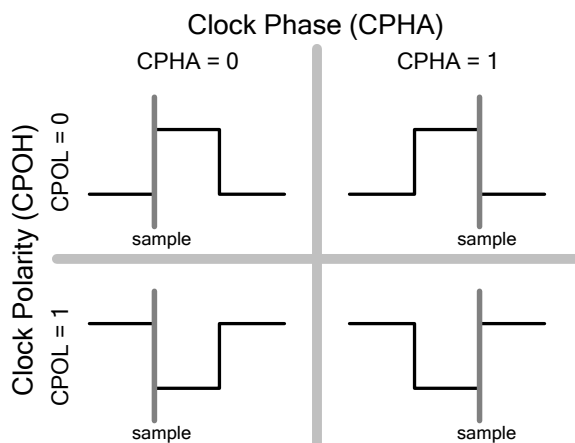 Clock Phase (CPHA)
CPHA = 0
CPHA = 1
Clock Polarity (CPOH)
CPOL = 0
sample
sample
CPOL = 1
sample
sample